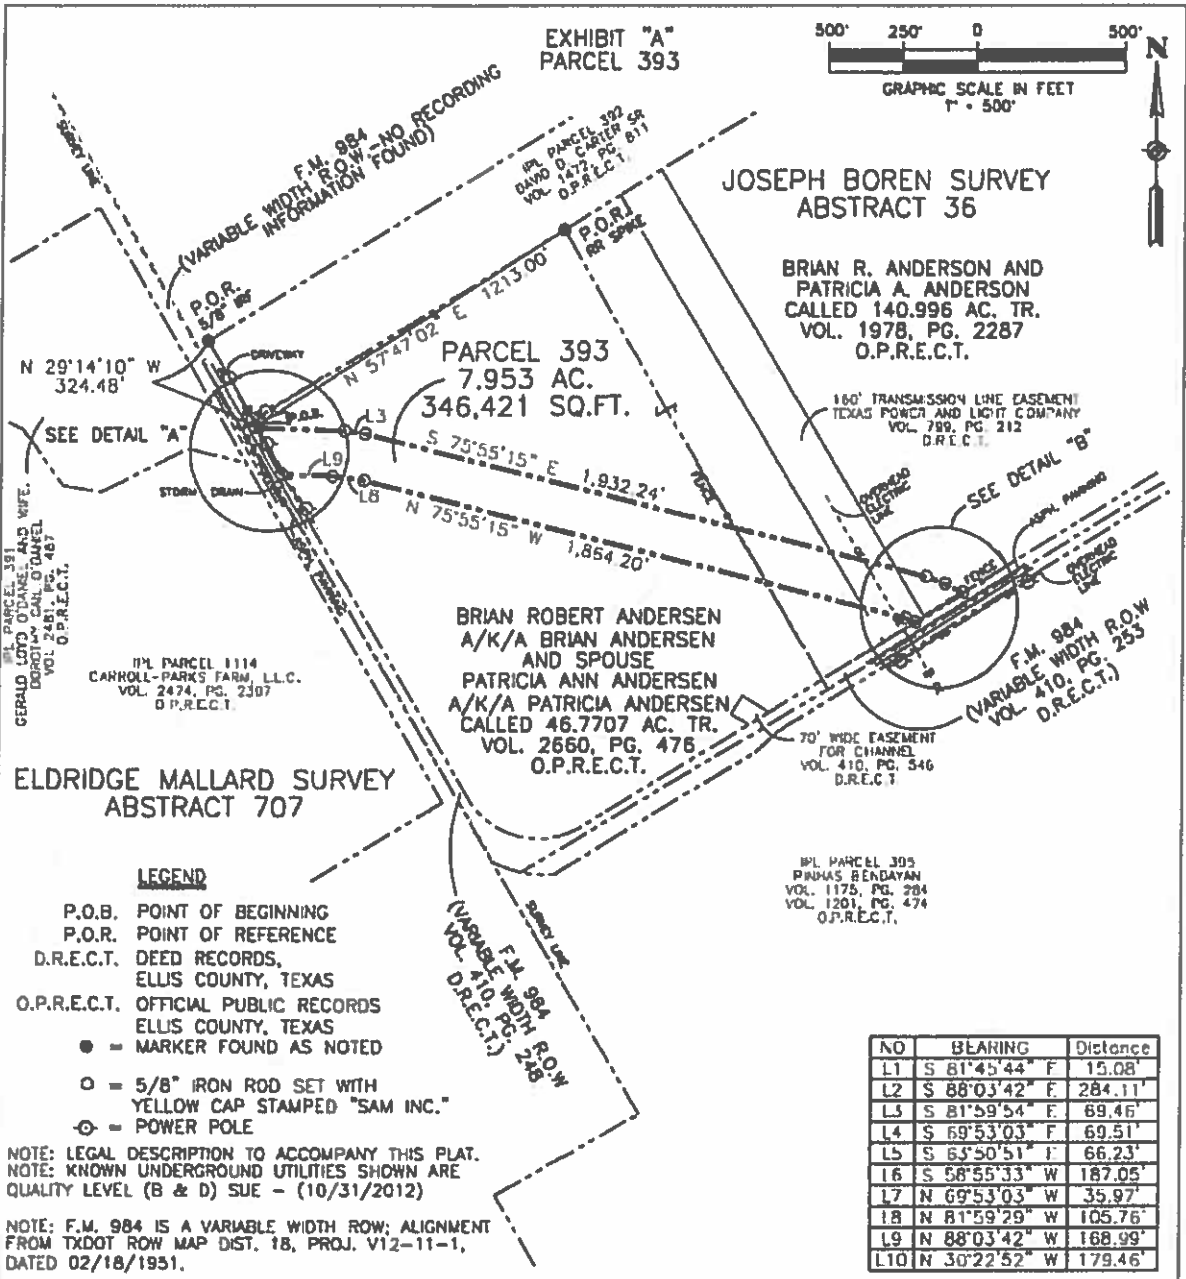 EXHIBIT "A"
PARCEL 393
500' 250' 0 500'
GRAPHIC SCALE IN FEET
1" = 500'
N
SURVEY LINE
F.M. 984
(VARIABLE WIDTH R.O.W.-NO RECORDING
INFORMATION FOUND)
IPL PARCEL 392
DAVID D. CARTER SR
VOL. 1472, PG. 811
O.P.R.E.C.T.
JOSEPH BOREN SURVEY
ABSTRACT 36
P.O.R.
RR SPIKE
BRIAN R. ANDERSON AND
PATRICIA A. ANDERSON
CALLED 140.996 AC. TR.
VOL. 1978, PG. 2287
O.P.R.E.C.T.
P.O.R.
5/8" IRF
N 57°47'02" E 1213.00'
N 29°14'10" W
324.48'
DRIVEWAY
PARCEL 393
7.953 AC.
346,421 SQ.FT.
160' TRANSMISSION LINE EASEMENT
TEXAS POWER AND LIGHT COMPANY
VOL. 789, PG. 212
D.R.E.C.T.
P.O.B.
L3
SEE DETAIL "A"
S 75°55'15" E 1,932.24'
L9
L8
STORM DRAIN
N 75°55'15" W 1,864.20'
FENCE
OVERHEAD
ELECTRIC
LINE
SEE DETAIL "B"
ASPH. PAVING
FENCE
OVERHEAD
ELECTRIC
LINE
ASPH. PAVING
IPL PARCEL 391
GERALD LOYD O'DANIEL AND WIFE,
DOROTHY GAIL O'DANIEL
VOL. 2481, PG. 487
O.P.R.E.C.T.
BRIAN ROBERT ANDERSEN
A/K/A BRIAN ANDERSEN
AND SPOUSE
PATRICIA ANN ANDERSEN
A/K/A PATRICIA ANDERSEN
CALLED 46.7707 AC. TR.
VOL. 2660, PG. 476
O.P.R.E.C.T.
F.M. 984
(VARIABLE WIDTH R.O.W
VOL. 410, PG. 253
D.R.E.C.T.)
IPL PARCEL 1114
CARROLL-PARKS FARM, L.L.C.
VOL. 2474, PG. 2307
O.P.R.E.C.T.
70' WIDE EASEMENT
FOR CHANNEL
VOL. 410, PG. 546
D.R.E.C.T.
ELDRIDGE MALLARD SURVEY
ABSTRACT 707
IPL PARCEL 395
PINHAS BENDAYAN
VOL. 1175, PG. 284
VOL. 1201, PG. 474
O.P.R.E.C.T.
SURVEY LINE
F.M. 984
(VARIABLE WIDTH R.O.W
VOL. 410, PG. 248
D.R.E.C.T.)
LEGEND
P.O.B. POINT OF BEGINNING
P.O.R. POINT OF REFERENCE
D.R.E.C.T. DEED RECORDS,
ELLIS COUNTY, TEXAS
O.P.R.E.C.T. OFFICIAL PUBLIC RECORDS
ELLIS COUNTY, TEXAS
= MARKER FOUND AS NOTED
= 5/8" IRON ROD SET WITH
YELLOW CAP STAMPED "SAM INC."
= POWER POLE
NOTE: LEGAL DESCRIPTION TO ACCOMPANY THIS PLAT.
NOTE: KNOWN UNDERGROUND UTILITIES SHOWN ARE
QUALITY LEVEL (B & D) SUE - (10/31/2012)
NOTE: F.M. 984 IS A VARIABLE WIDTH ROW; ALIGNMENT
FROM TXDOT ROW MAP DIST. 18, PROJ. V12-11-1,
DATED 02/18/1951.
NO BEARING Distance
L1 S 81°45'44" E 15.08'
L2 S 88°03'42" E 284.11'
L3 S 81°59'54" E 69.46'
L4 S 69°53'03" E 69.51'
L5 S 63°50'51" E 66.23'
L6 S 58°55'33" W 187.05'
L7 N 69°53'03" W 35.97'
L8 N 81°59'29" W 105.76'
L9 N 88°03'42" W 168.99'
L10 N 30°22'52" W 179.46'